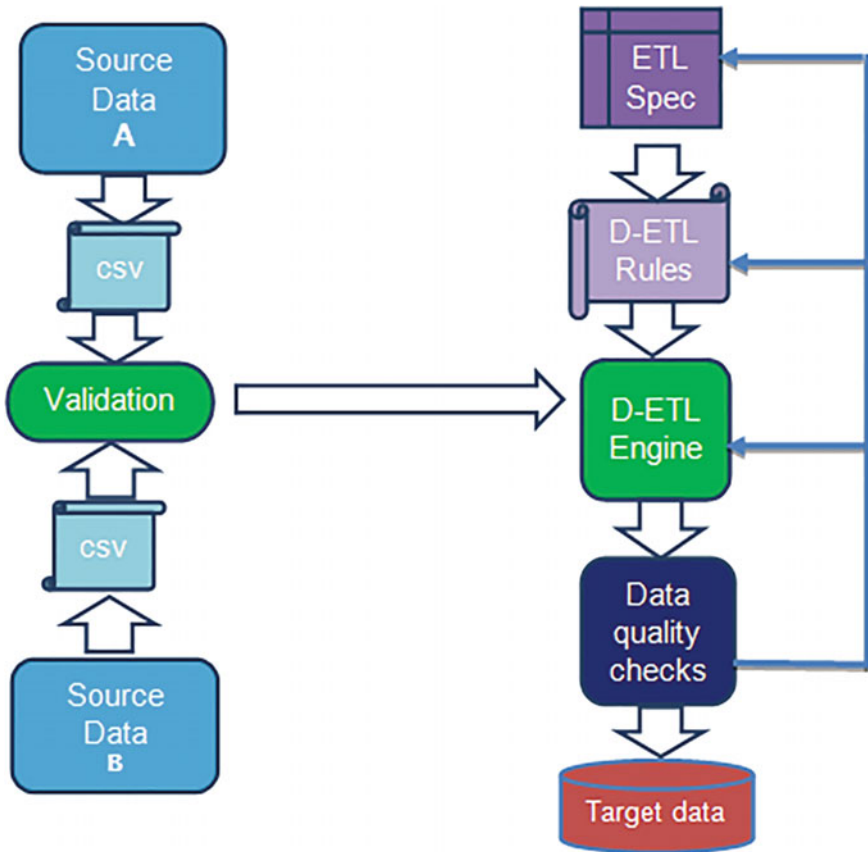 Source
Data
A
csv
Validation
csv
Source
Data
B
ETL
Spec
D-ETL
Rules
D-ETL
Engine
Data
quality
checks
Target data